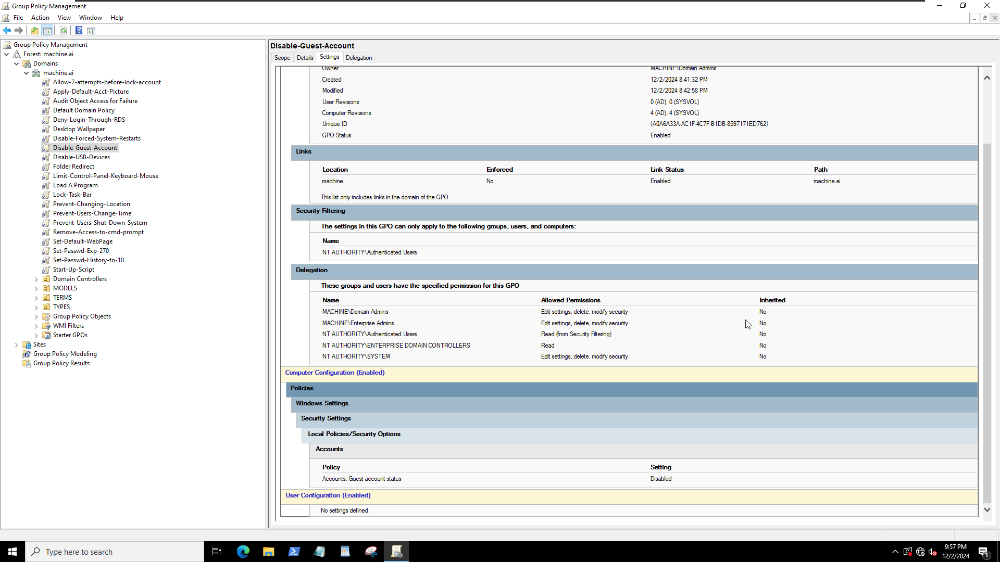 Group Policy Management
File Action View Window Help
Group Policy Management
Forest: machine.ai
Domains
machine.ai
Allow-7-attempts-before-lock-account
Apply-Default-Acct-Picture
Audit Object Access for Failure
Default Domain Policy
Deny-Login-Through-RDS
Desktop Wallpaper
Disable-Forced-System-Restarts
Disable-Guest-Account
Disable-USB-Devices
Folder Redirect
Limit-Control-Panel-Keyboard-Mouse
Load A Program
Lock-Task-Bar
Prevent-Changing-Location
Prevent-Users-Change-Time
Prevent-Users-Shut-Down-System
Remove-Access-to-cmd-prompt
Set-Default-WebPage
Set-Passwd-Exp-270
Set-Passwd-History-to-10
Start-Up-Script
Domain Controllers
MODELS
TERMS
TYPES
Group Policy Objects
WMI Filters
Starter GPOs
Sites
Group Policy Modeling
Group Policy Results
Disable-Guest-Account
Scope Details Settings Delegation
Owner MACHINE\Domain Admins
Created 12/2/2024 8:41:32 PM
Modified 12/2/2024 8:42:58 PM
User Revisions 0 (AD), 0 (SYSVOL)
Computer Revisions 4 (AD), 4 (SYSVOL)
Unique ID {A0A6A33A-AC1F-4C7F-B1DB-8597171ED762}
GPO Status Enabled
Links
Location Enforced Link Status Path
machine No Enabled machine.ai
This list only includes links in the domain of the GPO.
Security Filtering
The settings in this GPO can only apply to the following groups, users, and computers:
Name
NT AUTHORITY\Authenticated Users
Delegation
These groups and users have the specified permission for this GPO
Name Allowed Permissions Inherited
MACHINE\Domain Admins Edit settings, delete, modify security No
MACHINE\Enterprise Admins Edit settings, delete, modify security No
NT AUTHORITY\Authenticated Users Read (from Security Filtering) No
NT AUTHORITY\ENTERPRISE DOMAIN CONTROLLERS Read No
NT AUTHORITY\SYSTEM Edit settings, delete, modify security No
Computer Configuration (Enabled)
Policies
Windows Settings
Security Settings
Local Policies/Security Options
Accounts
Policy Setting
Accounts: Guest account status Disabled
User Configuration (Enabled)
No settings defined.
Type here to search
9:57 PM
12/2/2024
1